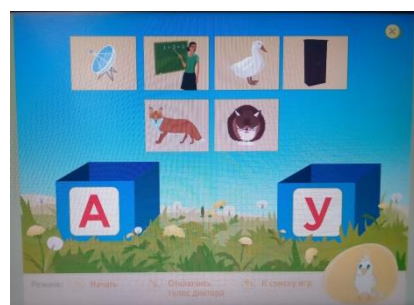 А
У
Режим:
Начать
Отключить
голос диктора
К списку игр